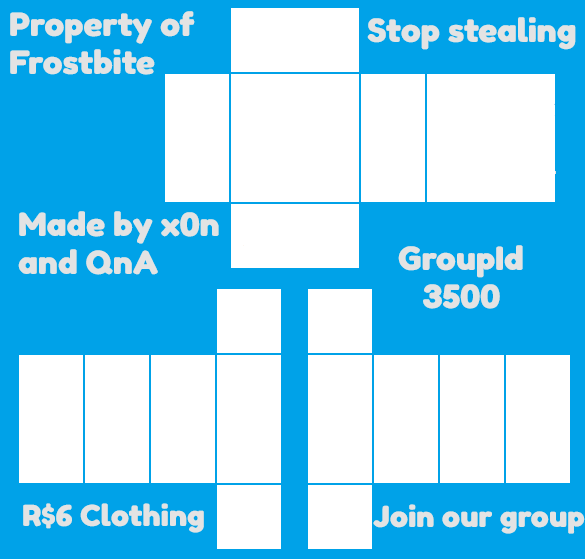 Property of
Frostbite
Stop stealing
Made by x0n
and QnA
GroupId
3500
R$6 Clothing
Join our group